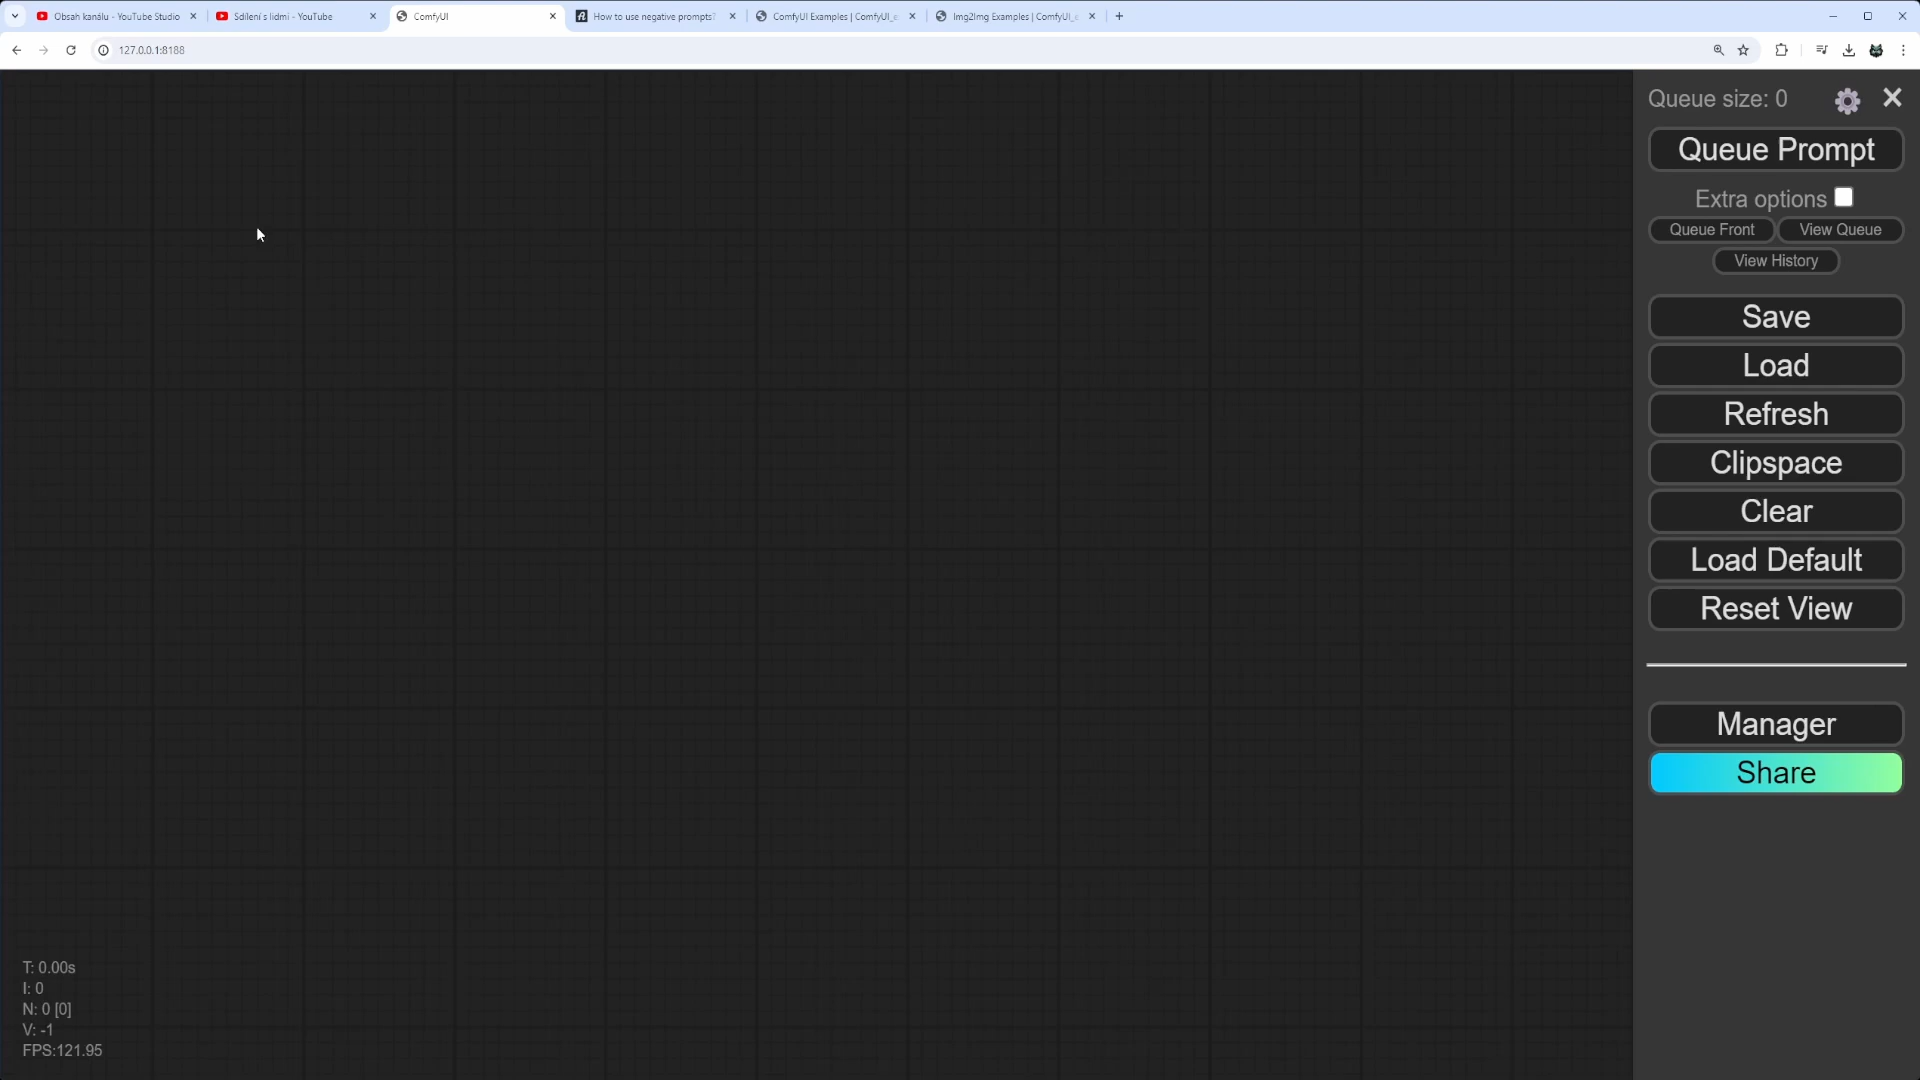 Obsah kanálu - YouTube Studio
Sdílení s lidmi - YouTube
ComfyUI
How to use negative prompts?
ComfyUI Examples | ComfyUI_e
Img2Img Examples | ComfyUI_
127.0.0.1:8188
Queue size: 0
Queue Prompt
Extra options
Queue Front
View Queue
View History
Save
Load
Refresh
Clipspace
Clear
Load Default
Reset View
Manager
Share
T: 0.00s
I: 0
N: 0 [0]
V: -1
FPS:121.95